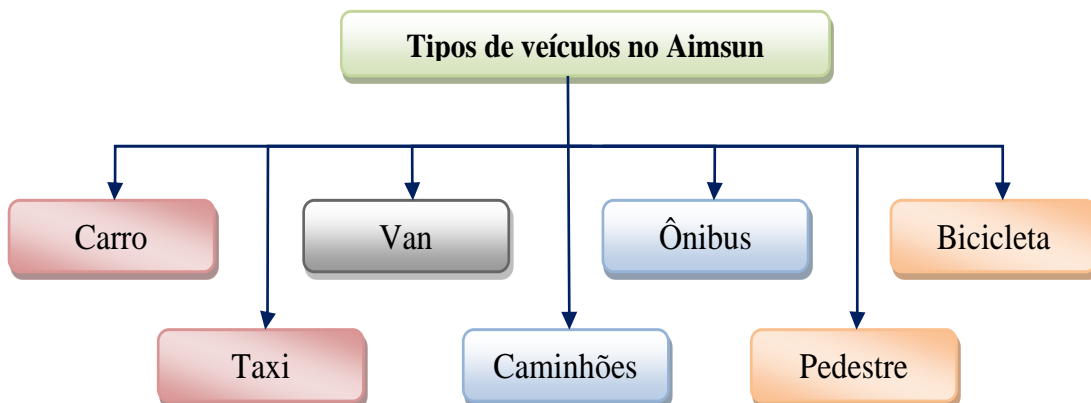 Tipos de veículos no Aimsun
Carro
Van
Ônibus
Bicicleta
Taxi
Caminhões
Pedestre